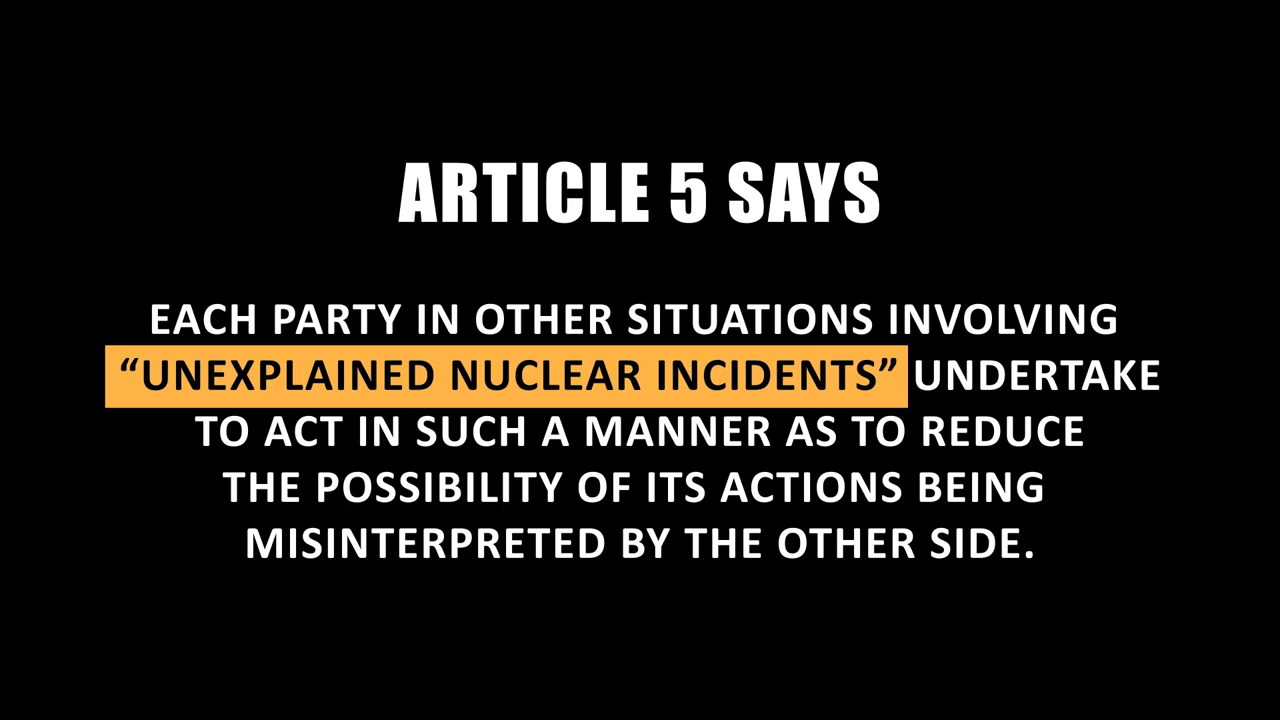 ARTICLE 5 SAYS
EACH PARTY IN OTHER SITUATIONS INVOLVING
“UNEXPLAINED NUCLEAR INCIDENTS” UNDERTAKE
TO ACT IN SUCH A MANNER AS TO REDUCE
THE POSSIBILITY OF ITS ACTIONS BEING
MISINTERPRETED BY THE OTHER SIDE.